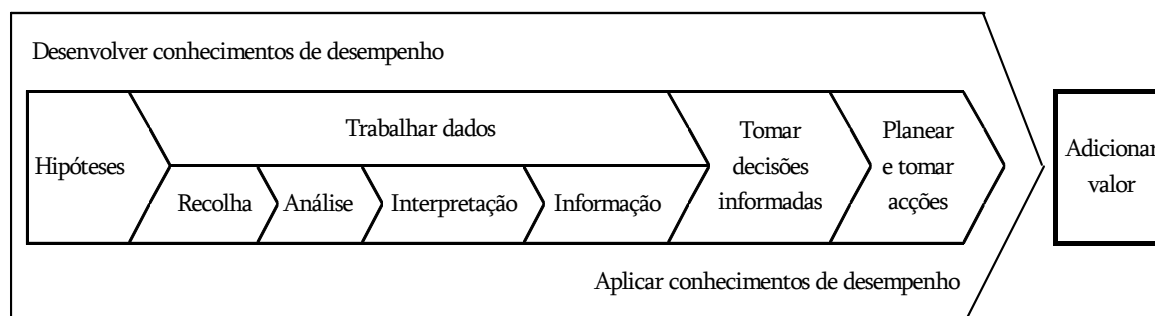 Desenvolver conhecimentos de desempenho
Hipóteses
Trabalhar dados
Recolha
Análise
Interpretação
Informação
Tomar
decisões
informadas
Planear
e tomar
acções
Adicionar
valor
Aplicar conhecimentos de desempenho